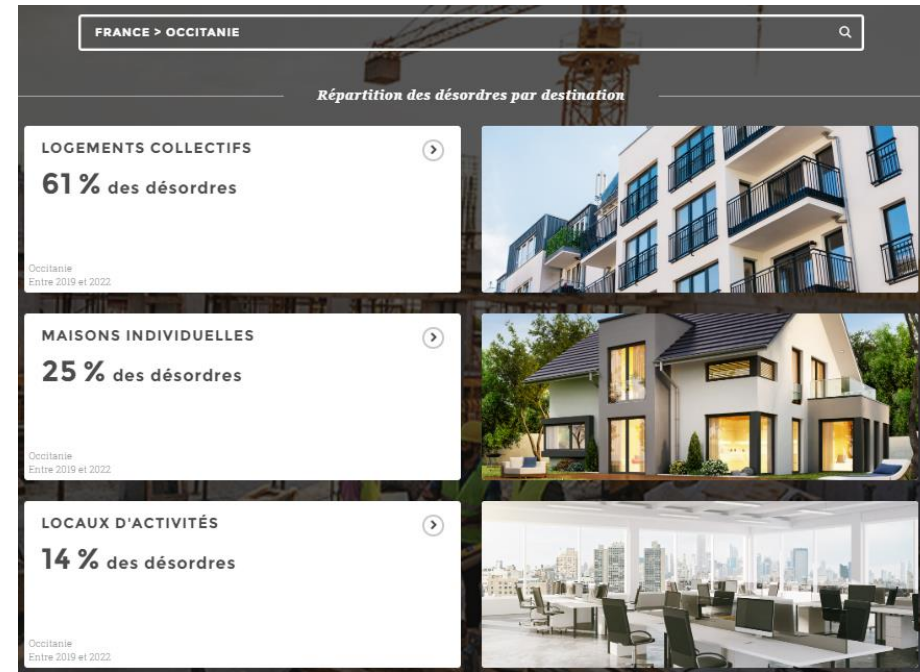 FRANCE > OCCITANIE
Répartition des désordres par destination
LOGEMENTS COLLECTIFS
61 % des désordres
Occitanie
Entre 2019 et 2022
MAISONS INDIVIDUELLES
25 % des désordres
Occitanie
Entre 2019 et 2022
LOCAUX D'ACTIVITÉS
14 % des désordres
Occitanie
Entre 2019 et 2022